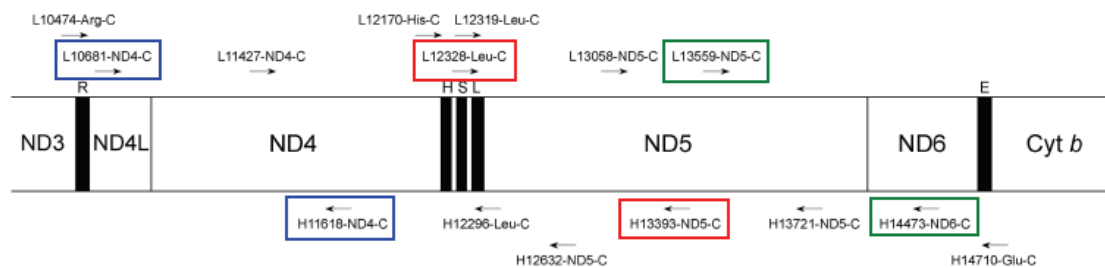 L10474-Arg-C L12170-His-C L12319-Leu-C
L10681-ND4-C L11427-ND4-C L12328-Leu-C L13058-ND5-C L13559-ND5-C
R H S L E
ND3 ND4L ND4 ND5 ND6 Cyt b
H11618-ND4-C H12296-Leu-C H13393-ND5-C H13721-ND5-C H14473-ND6-C
H12632-ND5-C H14710-Glu-C